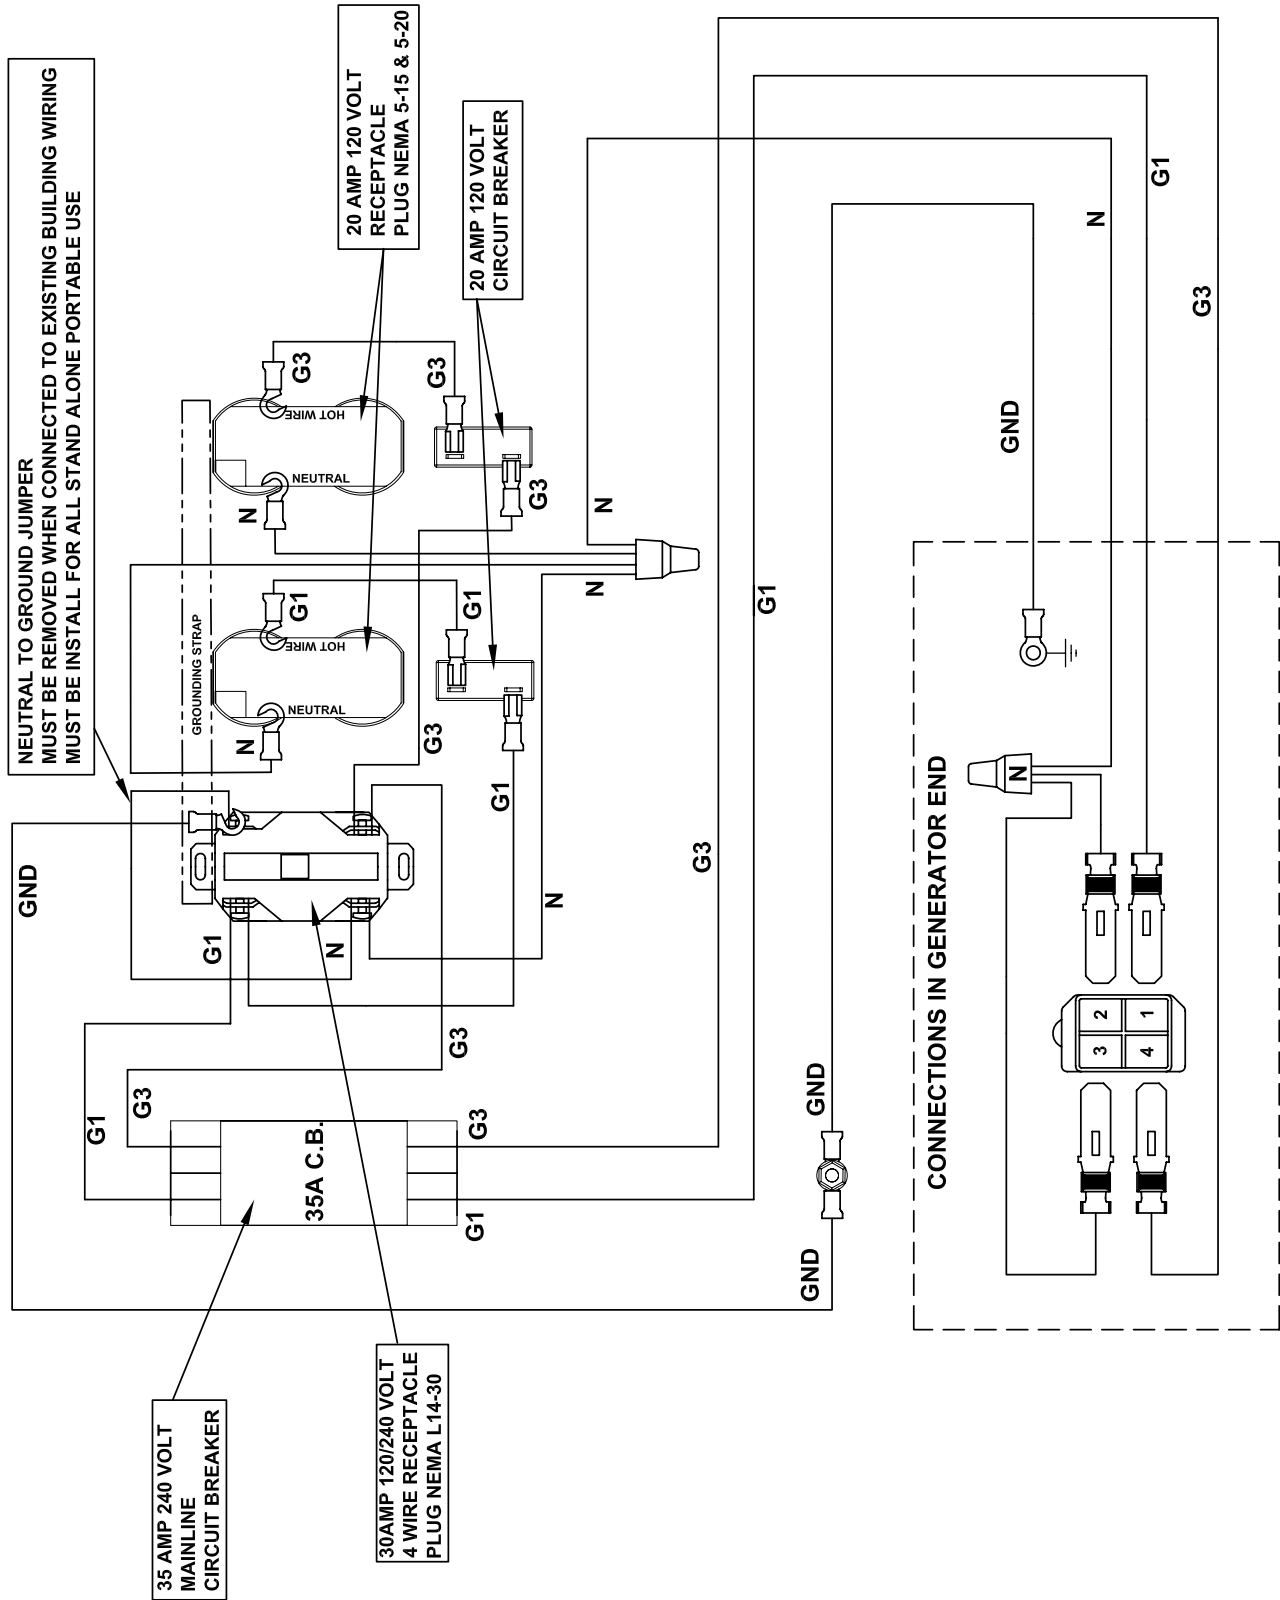 NEUTRAL TO GROUND JUMPER
MUST BE REMOVED WHEN CONNECTED TO EXISTING BUILDING WIRING
MUST BE INSTALL FOR ALL STAND ALONE PORTABLE USE
20 AMP 120 VOLT
RECEPTACLE
PLUG NEMA 5-15 & 5-20
20 AMP 120 VOLT
CIRCUIT BREAKER
GROUNDING STRAP
HOT WIRE
NEUTRAL
G3
G3
N
G3
HOT WIRE
NEUTRAL
G1
G1
N
G3
G1
N
N
G1
G3
GND
G1
N
N
G3
G1
G3
35A C.B.
G3
G1
GND
GND
GND
N
G1
G3
35 AMP 240 VOLT
MAINLINE
CIRCUIT BREAKER
30AMP 120/240 VOLT
4 WIRE RECEPTACLE
PLUG NEMA L14-30
CONNECTIONS IN GENERATOR END
N
2
1
3
4